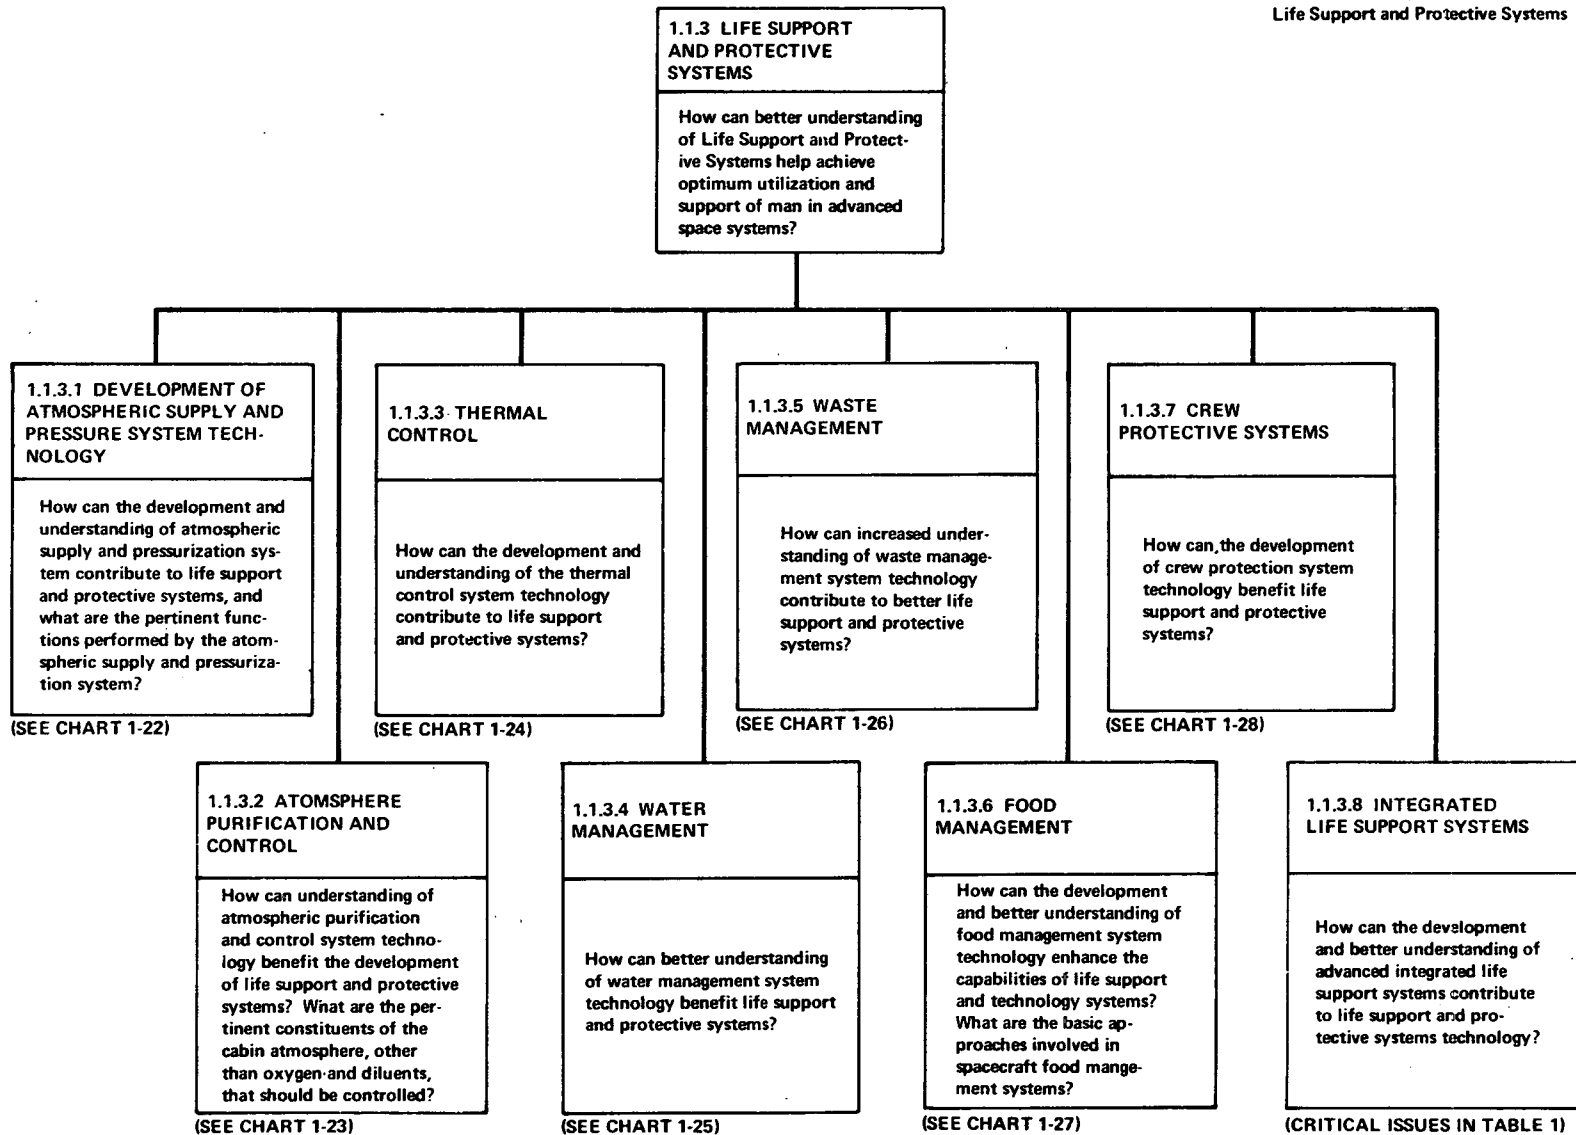 Life Support and Protective Systems
1.1.3 LIFE SUPPORT
AND PROTECTIVE
SYSTEMS
How can better understanding
of Life Support and Protect-
ive Systems help achieve
optimum utilization and
support of man in advanced
space systems?
1.1.3.1 DEVELOPMENT OF
ATMOSPHERIC SUPPLY AND
PRESSURE SYSTEM TECH-
NOLOGY
How can the development and
understanding of atmospheric
supply and pressurization sys-
tem contribute to life support
and protective systems, and
what are the pertinent func-
tions performed by the atom-
spheric supply and pressuriza-
tion system?
(SEE CHART 1-22)
1.1.3.3 THERMAL
CONTROL
How can the development and
understanding of the thermal
control system technology
contribute to life support
and protective systems?
(SEE CHART 1-24)
1.1.3.5 WASTE
MANAGEMENT
How can increased under-
standing of waste manage-
ment system technology
contribute to better life
support and protective
systems?
(SEE CHART 1-26)
1.1.3.7 CREW
PROTECTIVE SYSTEMS
How can the development
of crew protection system
technology benefit life
support and protective
systems?
(SEE CHART 1-28)
1.1.3.2 ATOMSPHERE
PURIFICATION AND
CONTROL
How can understanding of
atmospheric purification
and control system techno-
logy benefit the development
of life support and protective
systems? What are the per-
tinent constituents of the
cabin atmosphere, other
than oxygen and diluents,
that should be controlled?
(SEE CHART 1-23)
1.1.3.4 WATER
MANAGEMENT
How can better understanding
of water management system
technology benefit life support
and protective systems?
(SEE CHART 1-25)
1.1.3.6 FOOD
MANAGEMENT
How can the development
and better understanding of
food management system
technology enhance the
capabilities of life support
and technology systems?
What are the basic ap-
proaches involved in
spacecraft food mange-
ment systems?
(SEE CHART 1-27)
1.1.3.8 INTEGRATED
LIFE SUPPORT SYSTEMS
How can the development
and better understanding of
advanced integrated life
support systems contribute
to life support and pro-
tective systems technology?
(CRITICAL ISSUES IN TABLE 1)